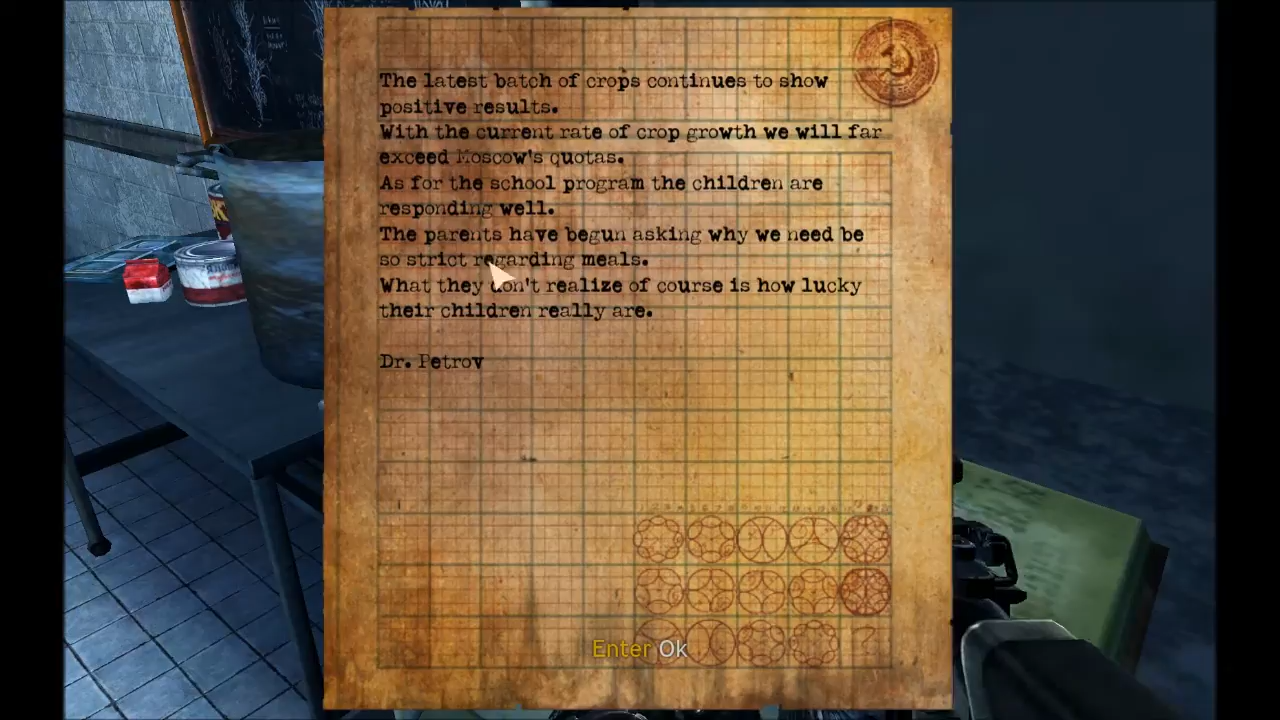 The latest batch of crops continues to show
positive results.
With the current rate of crop growth we will far
exceed Moscow's quotas.
As for the school program the children are
responding well.
The parents have begun asking why we need be
so strict regarding meals.
What they don't realize of course is how lucky
their children really are.
Dr. Petrov
Enter Ok